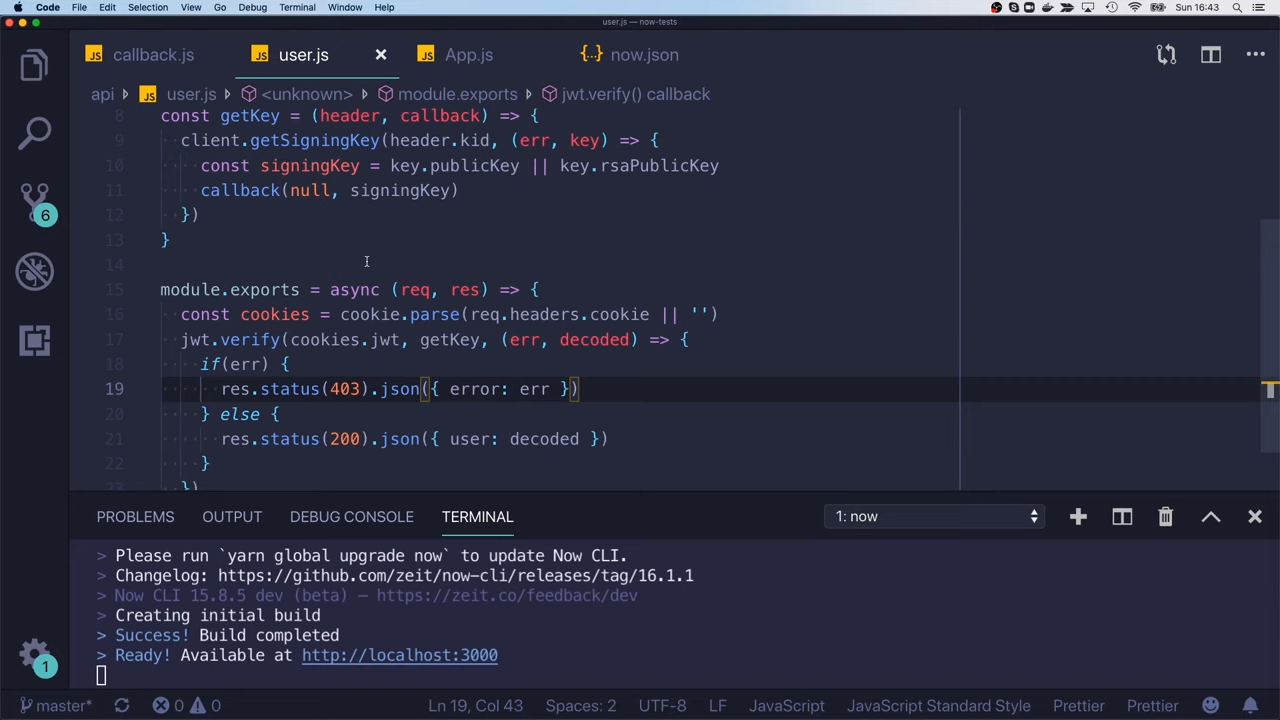 Code File Edit Selection View Go Debug Terminal Window Help Sun 16:43
user.js — now-tests
JS callback.js JS user.js JS App.js {..} now.json
api JS user.js <unknown> module.exports jwt.verify() callback
8 const getKey = (header, callback) => {
9 client.getSigningKey(header.kid, (err, key) => {
10 const signingKey = key.publicKey || key.rsaPublicKey
11 callback(null, signingKey)
12 })
13 }
14
15 module.exports = async (req, res) => {
16 const cookies = cookie.parse(req.headers.cookie || '')
17 jwt.verify(cookies.jwt, getKey, (err, decoded) => {
18 if(err) {
19 res.status(403).json({ error: err })
20 } else {
21 res.status(200).json({ user: decoded })
22 }
23 })
6
PROBLEMS OUTPUT DEBUG CONSOLE TERMINAL 1: now
> Please run `yarn global upgrade now` to update Now CLI.
> Changelog: https://github.com/zeit/now-cli/releases/tag/16.1.1
> Now CLI 15.8.5 dev (beta) — https://zeit.co/feedback/dev
> Creating initial build
> Success! Build completed
> Ready! Available at http://localhost:3000
1
master* 0 0 Ln 19, Col 43 Spaces: 2 UTF-8 LF JavaScript JavaScript Standard Style Prettier Prettier